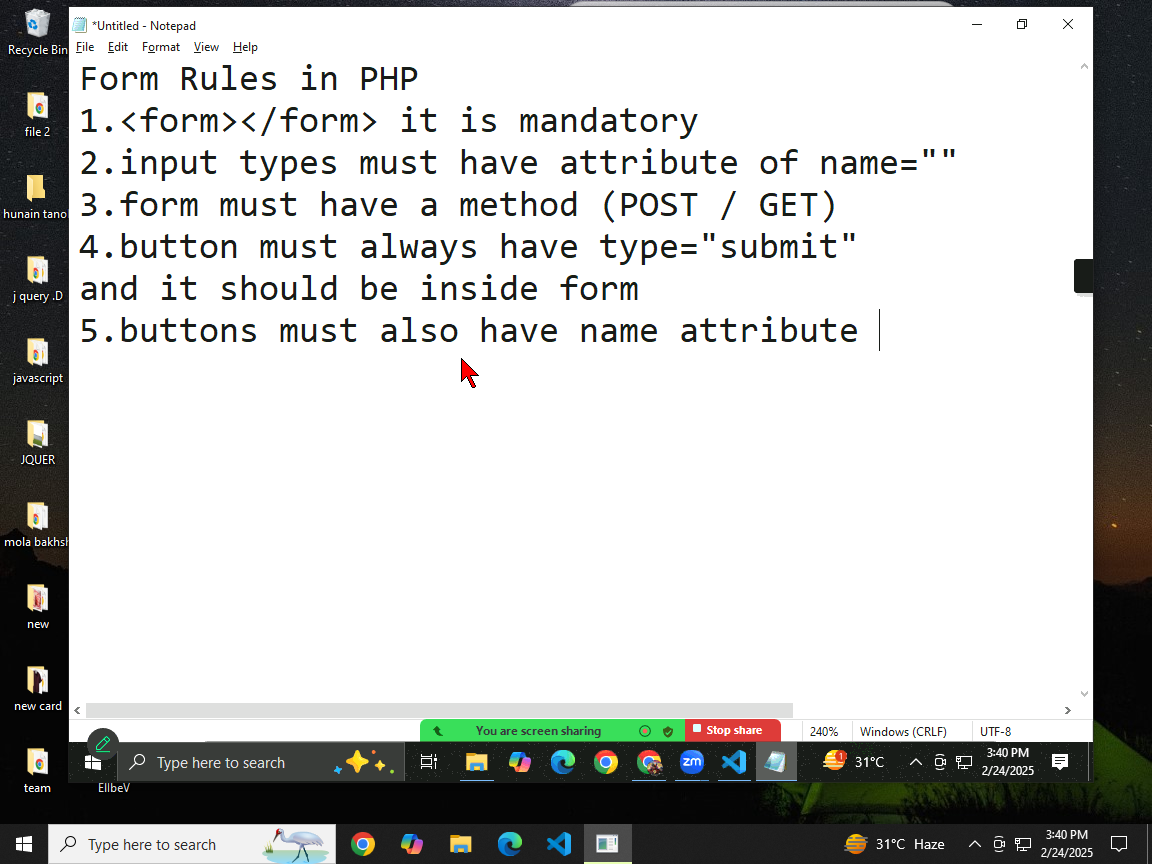 *Untitled - Notepad
File Edit Format View Help
Form Rules in PHP
1.<form></form> it is mandatory
2.input types must have attribute of name=""
3.form must have a method (POST / GET)
4.button must always have type="submit"
and it should be inside form
5.buttons must also have name attribute
Recycle Bin
file 2
hunain tano
j query .D
javascript
JQUER
mola bakhsh
new
new card
team
EllbeV
You are screen sharing Stop share
240% Windows (CRLF) UTF-8
Type here to search
zm
1
31°C
3:40 PM
2/24/2025
Type here to search
31°C Haze
3:40 PM
2/24/2025